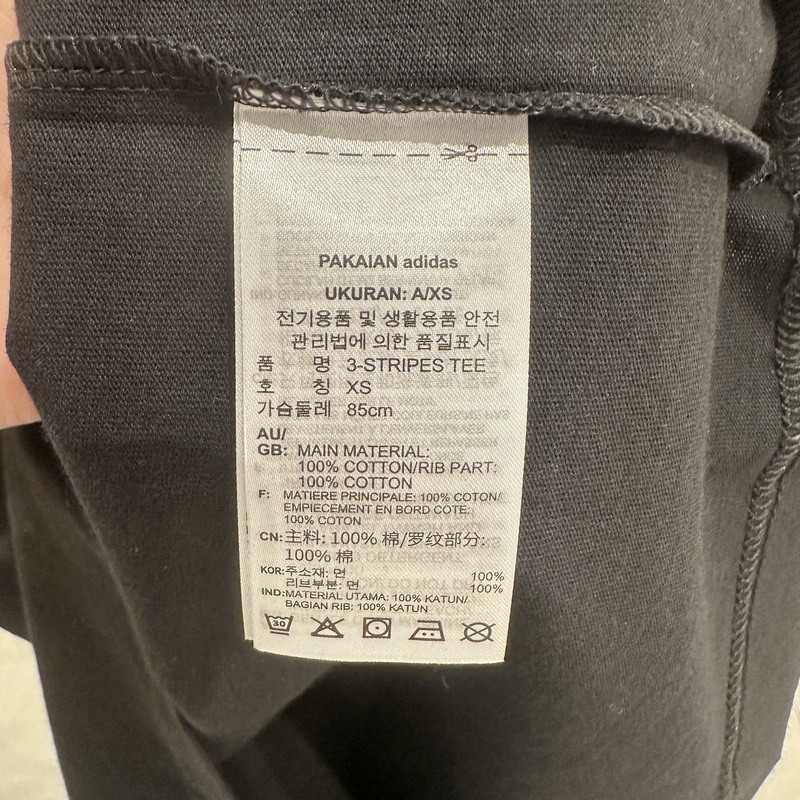 PAKAIAN adidas
UKURAN: A/XS
전기용품 및 생활용품 안전
관리법에 의한 품질표시
품 명 3-STRIPES TEE
호 칭 XS
가슴둘레 85cm
AU/
GB: MAIN MATERIAL:
100% COTTON/RIB PART:
100% COTTON
F: MATIERE PRINCIPALE: 100% COTON/
EMPIECEMENT EN BORD COTE:
100% COTON
CN: 主料: 100% 棉/罗纹部分:
100% 棉
KOR: 주소재: 면 100%
리브부분: 면 100%
IND: MATERIAL UTAMA: 100% KATUN/
BAGIAN RIB: 100% KATUN
30